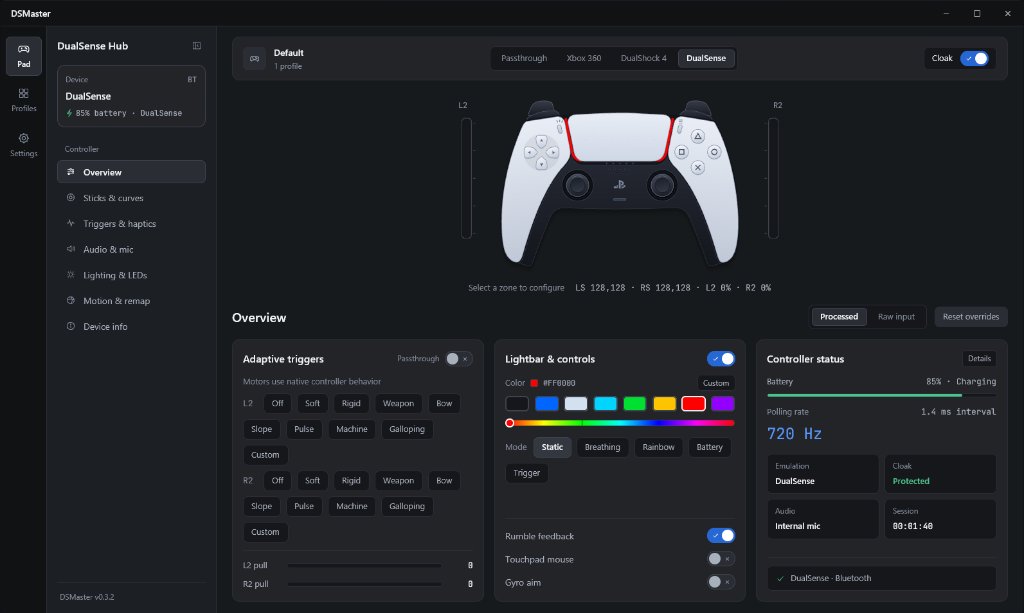 DSMaster
Pad
Profiles
Settings
DualSense Hub
Device BT
DualSense
85% battery · DualSense
Controller
Overview
Sticks & curves
Triggers & haptics
Audio & mic
Lighting & LEDs
Motion & remap
Device info
DSMaster v0.3.2
Default
1 profile
Passthrough Xbox 360 DualShock 4 DualSense
Cloak
L2 R2
Select a zone to configure LS 128,128 · RS 128,128 · L2 0% · R2 0%
Overview
Processed Raw input Reset overrides
Adaptive triggers Passthrough
Motors use native controller behavior
L2 Off Soft Rigid Weapon Bow
Slope Pulse Machine Galloping
Custom
R2 Off Soft Rigid Weapon Bow
Slope Pulse Machine Galloping
Custom
L2 pull 0
R2 pull 0
Lightbar & controls
Color #FF0000 Custom
Mode Static Breathing Rainbow Battery
Trigger
Rumble feedback
Touchpad mouse
Gyro aim
Controller status Details
Battery 85% · Charging
Polling rate 1.4 ms interval
720 Hz
Emulation
DualSense
Cloak
Protected
Audio
Internal mic
Session
00:01:40
DualSense · Bluetooth